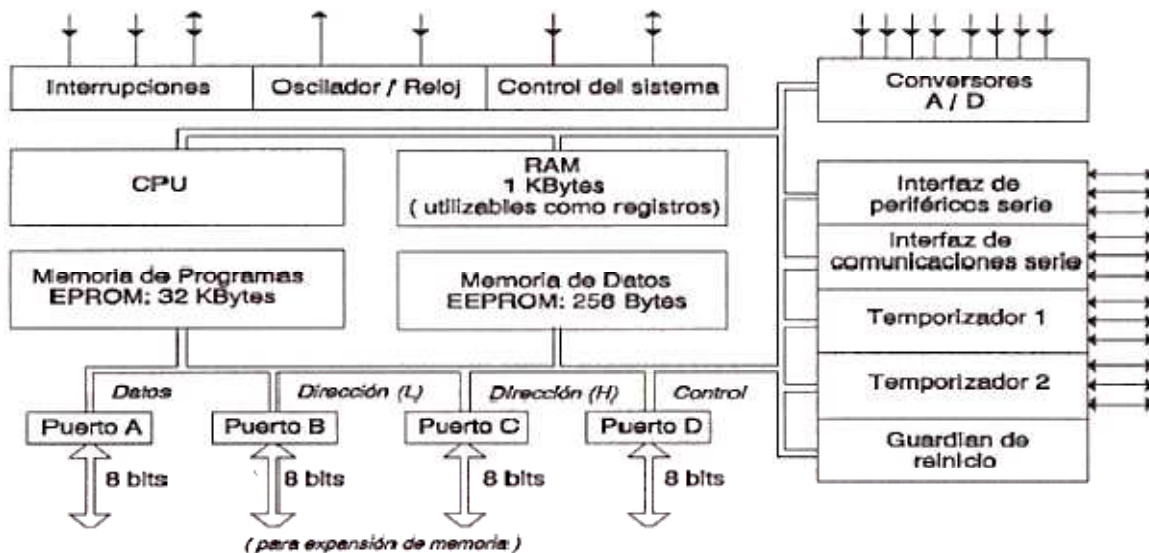 Interrupciones
Oscilador / Reloj
Control del sistema
Conversores
A / D
CPU
RAM
1 KBytes
( utilizables como registros)
Interfaz de
periféricos serie
Interfaz de
comunicaciones serie
Memoria de Programas
EPROM: 32 KBytes
Memoria de Datos
EEPROM: 256 Bytes
Temporizador 1
Temporizador 2
Guardian de
reinicio
Datos
Dirección (L)
Dirección (H)
Control
Puerto A
Puerto B
Puerto C
Puerto D
8 bits
8 bits
8 bits
8 bits
( para expansión de memoria )